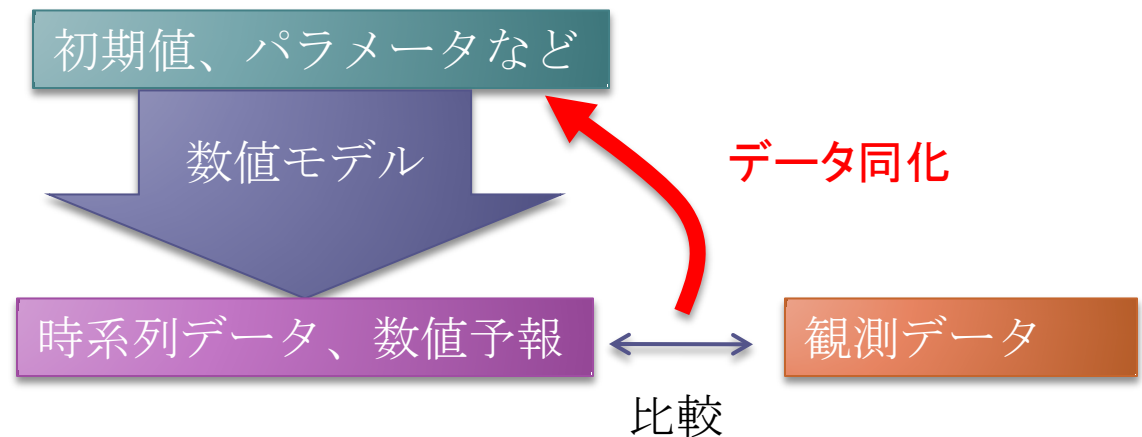 初期値、パラメータなど
数値モデル
データ同化
時系列データ、数値予報
観測データ
比較